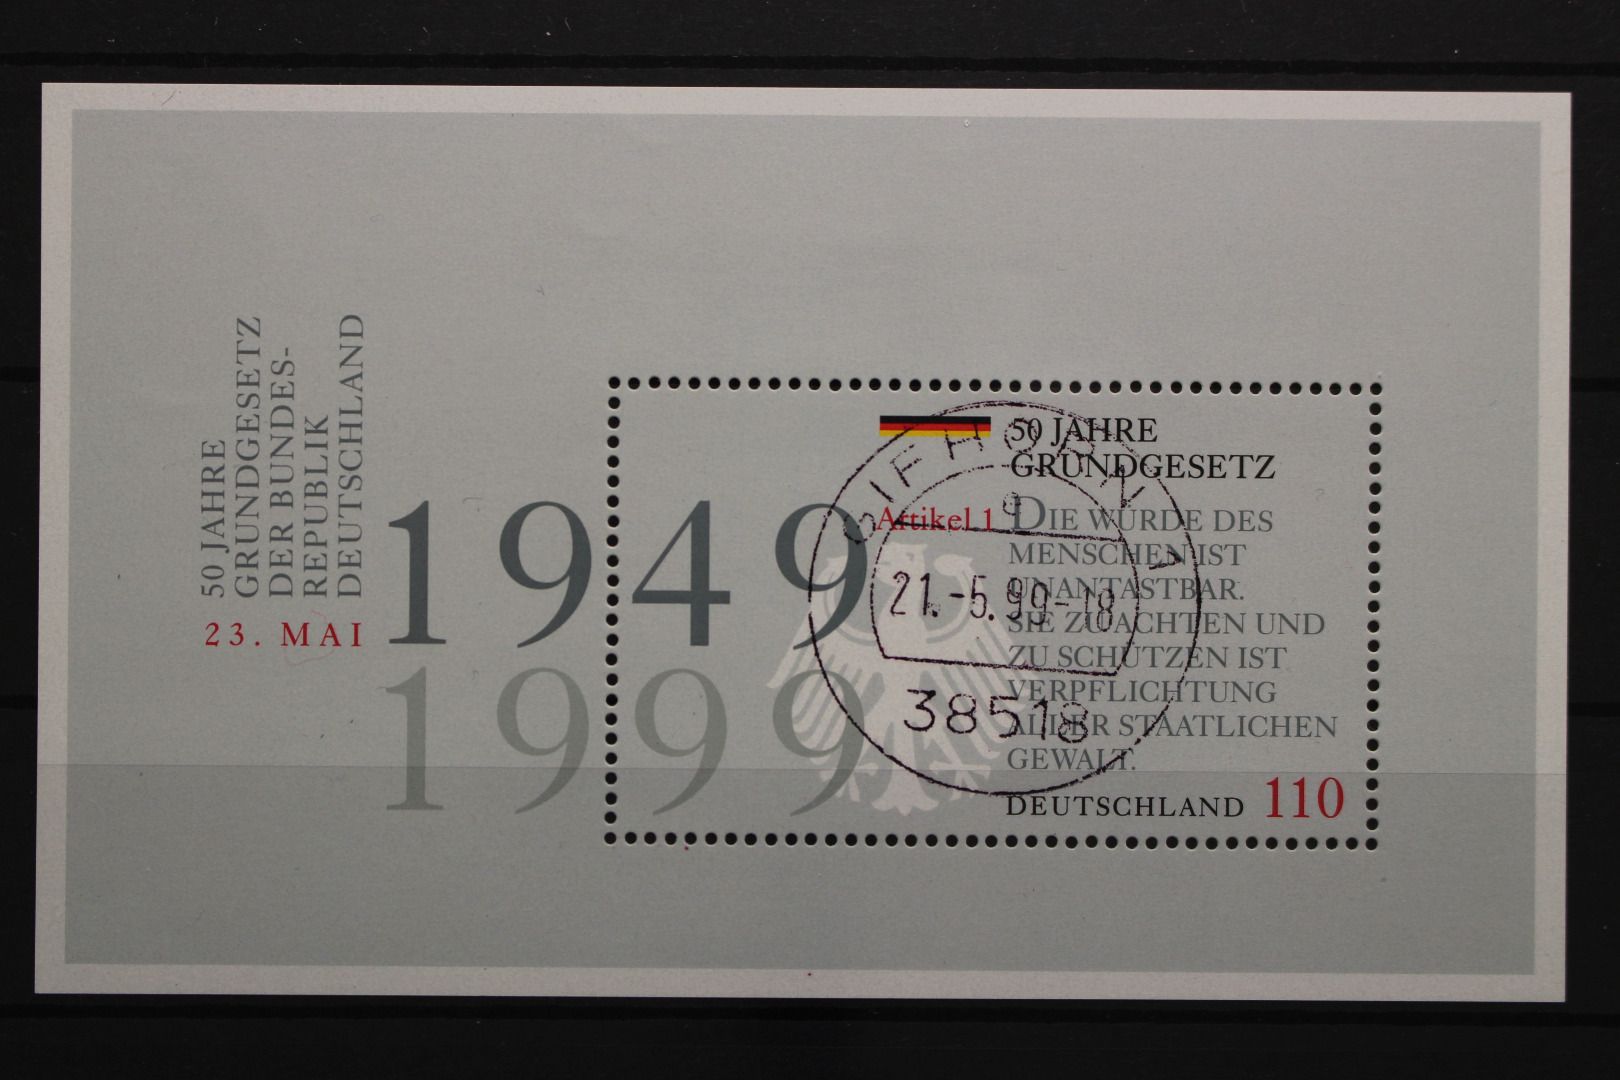 50 JAHRE
GRUNDGESETZ
DER BUNDES-
REPUBLIK
DEUTSCHLAND
23. MAI
1949
1999
50 JAHRE
GRUNDGESETZ
Artikel 1
DIE WÜRDE DES
MENSCHEN IST
UNANTASTBAR.
SIE ZU ACHTEN UND
ZU SCHÜTZEN IST
VERPFLICHTUNG
ALLER STAATLICHEN
GEWALT.
DEUTSCHLAND 110
GIFHORN 1
e
21.-5.99-18
38518